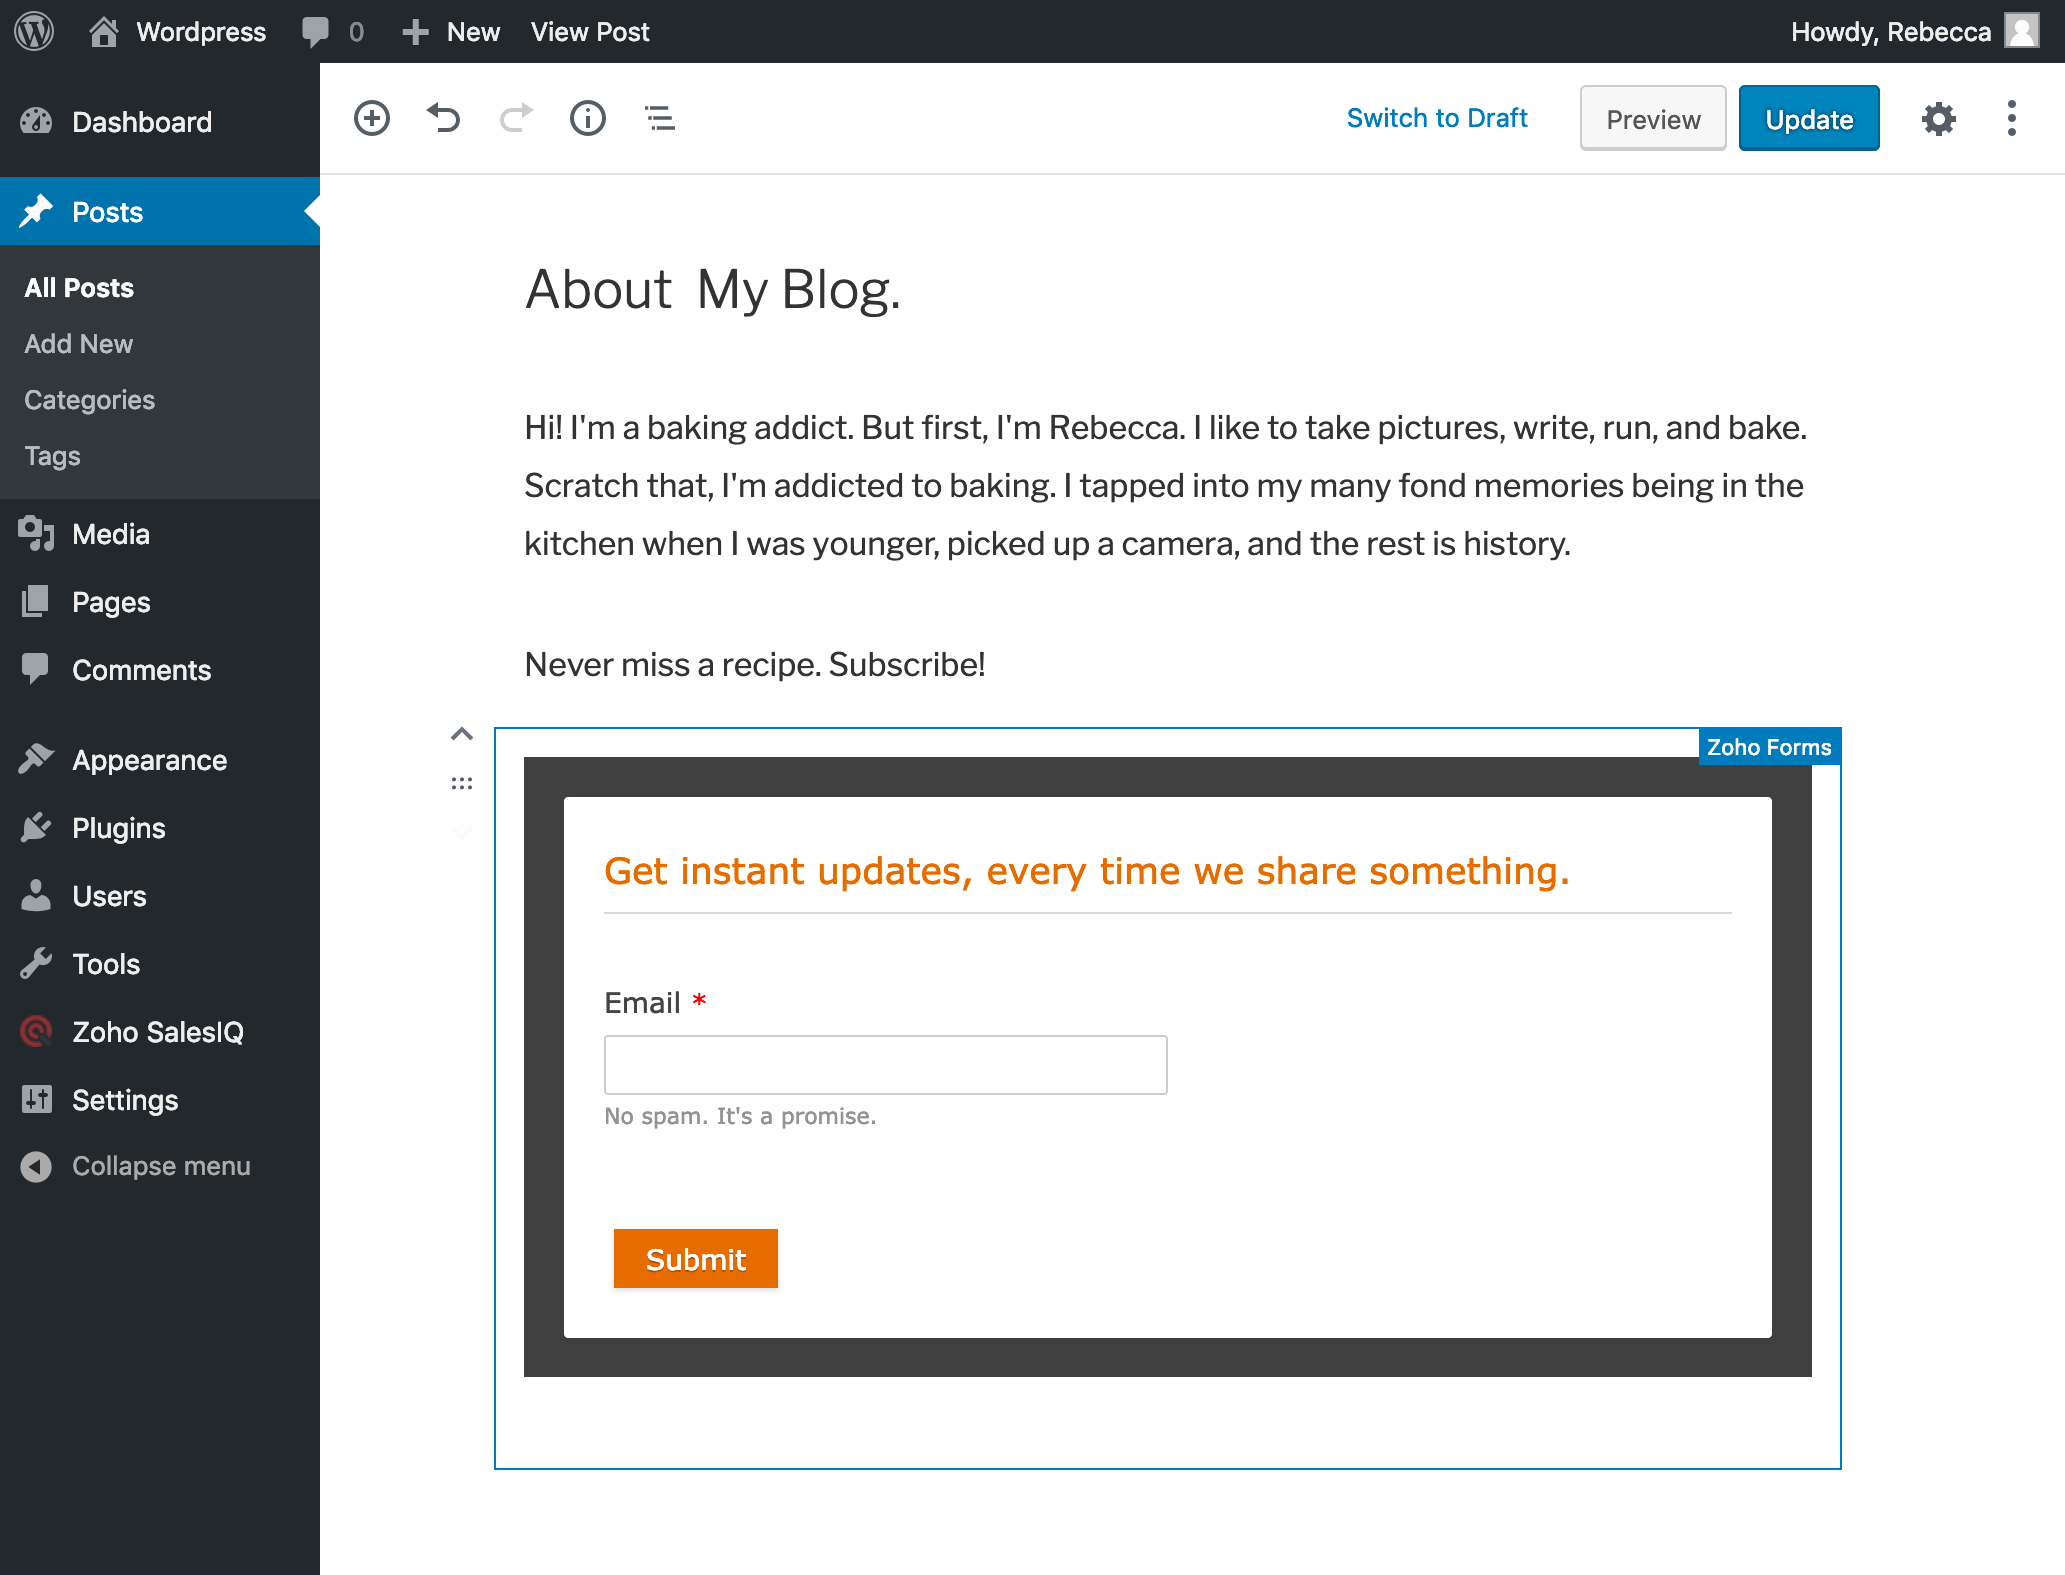 Wordpress 0 New View Post Howdy, Rebecca
Dashboard
Posts
All Posts
Add New
Categories
Tags
Media
Pages
Comments
Appearance
Plugins
Users
Tools
Zoho SalesIQ
Settings
Collapse menu
Switch to Draft Preview Update
About My Blog.
Hi! I'm a baking addict. But first, I'm Rebecca. I like to take pictures, write, run, and bake.
Scratch that, I'm addicted to baking. I tapped into my many fond memories being in the
kitchen when I was younger, picked up a camera, and the rest is history.
Never miss a recipe. Subscribe!
Zoho Forms
Get instant updates, every time we share something.
Email *
No spam. It's a promise.
Submit